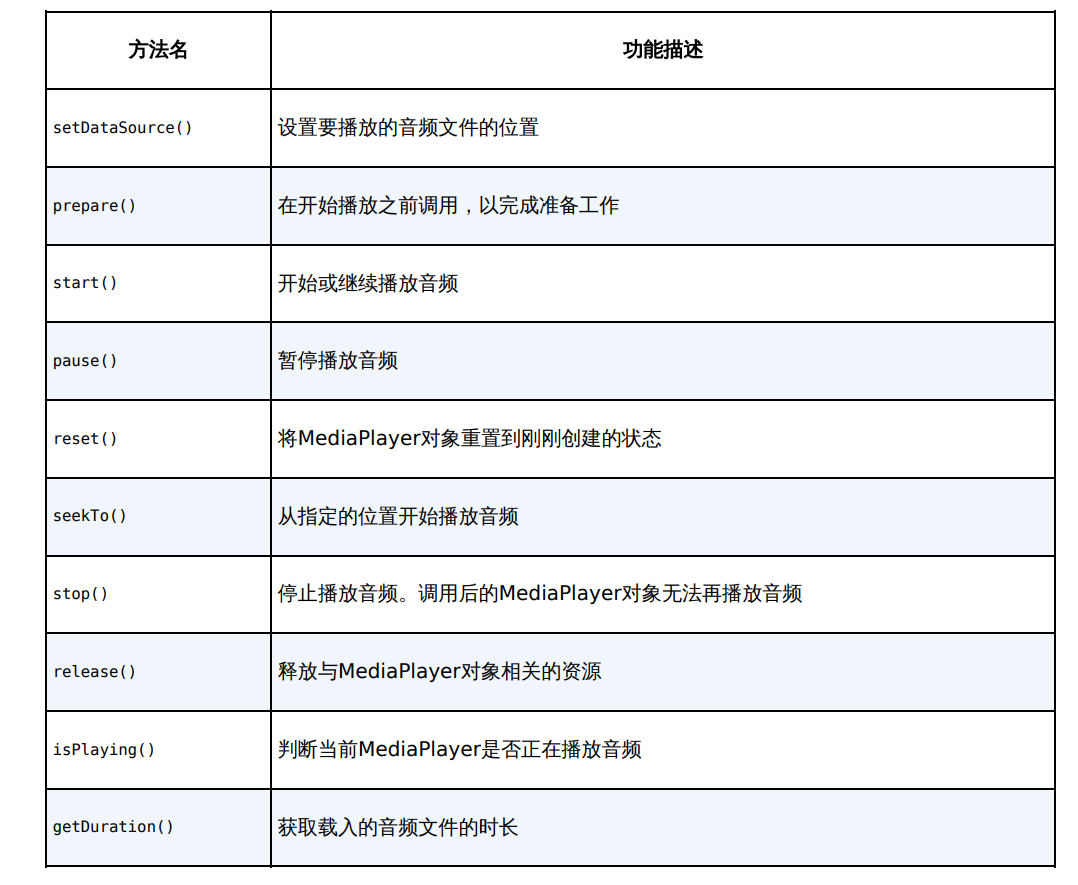 方法名 功能描述
setDataSource() 设置要播放的音频文件的位置
prepare() 在开始播放之前调用，以完成准备工作
start() 开始或继续播放音频
pause() 暂停播放音频
reset() 将MediaPlayer对象重置到刚刚创建的状态
seekTo() 从指定的位置开始播放音频
stop() 停止播放音频。调用后的MediaPlayer对象无法再播放音频
release() 释放与MediaPlayer对象相关的资源
isPlaying() 判断当前MediaPlayer是否正在播放音频
getDuration() 获取载入的音频文件的时长